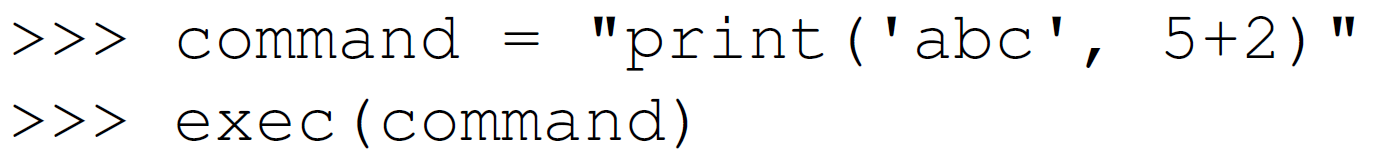 >>> command = "print('abc', 5+2)"
>>> exec(command)